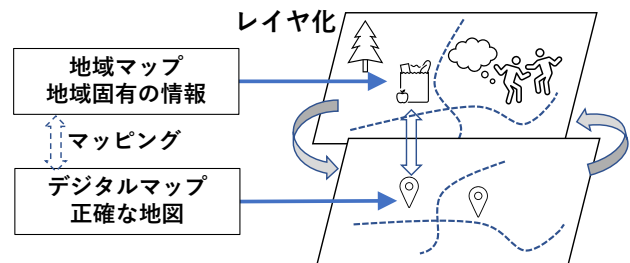 レイヤ化
地域マップ
地域固有の情報
マッピング
デジタルマップ
正確な地図